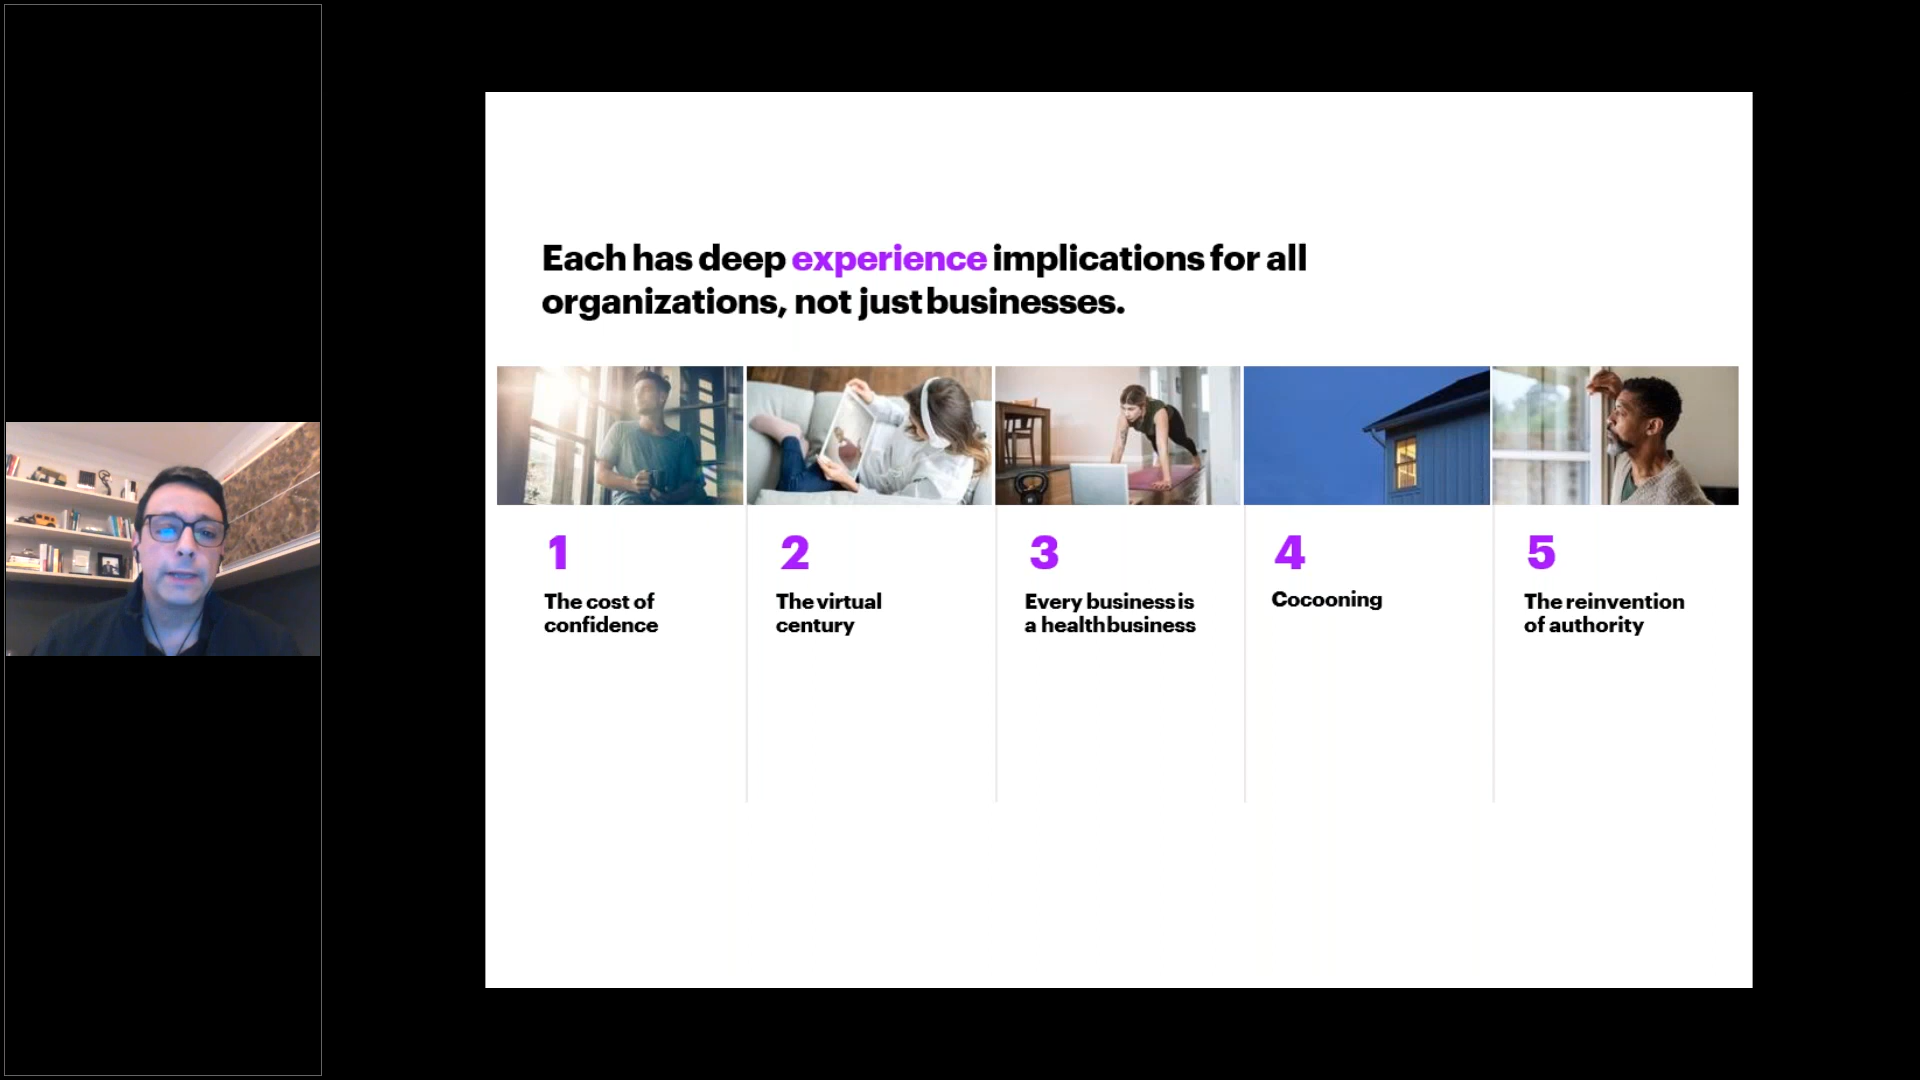 Each has deep experience implications for all
organizations, not just businesses.
1
The cost of
confidence
2
The virtual
century
3
Every business is
a health business
4
Cocooning
5
The reinvention
of authority